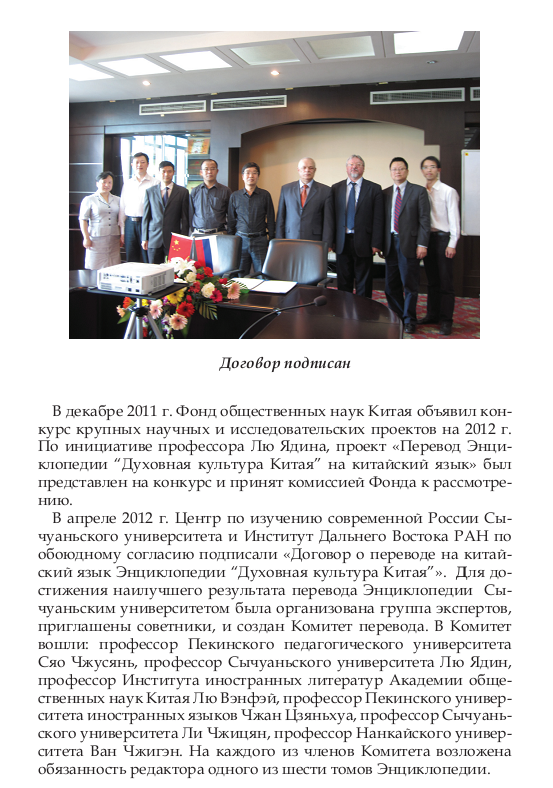 Договор подписан
В декабре 2011 г. Фонд общественных наук Китая объявил кон-
курс крупных научных и исследовательских проектов на 2012 г.
По инициативе профессора Лю Ядина, проект «Перевод Энци-
клопедии “Духовная культура Китая” на китайский язык» был
представлен на конкурс и принят комиссией Фонда к рассмотре-
нию.
В апреле 2012 г. Центр по изучению современной России Сы-
чуаньского университета и Институт Дальнего Востока РАН по
обоюдному согласию подписали «Договор о переводе на китай-
ский язык Энциклопедии “Духовная культура Китая”». Для до-
стижения наилучшего результата перевода Энциклопедии Сы-
чуаньским университетом была организована группа экспертов,
приглашены советники, и создан Комитет перевода. В Комитет
вошли: профессор Пекинского педагогического университета
Сяо Чжусянь, профессор Сычуаньского университета Лю Ядин,
профессор Института иностранных литератур Академии обще-
ственных наук Китая Лю Вэнфэй, профессор Пекинского универ-
ситета иностранных языков Чжан Цзяньхуа, профессор Сычуань-
ского университета Ли Чжицян, профессор Нанкайского универ-
ситета Ван Чжигэн. На каждого из членов Комитета возложена
обязанность редактора одного из шести томов Энциклопедии.